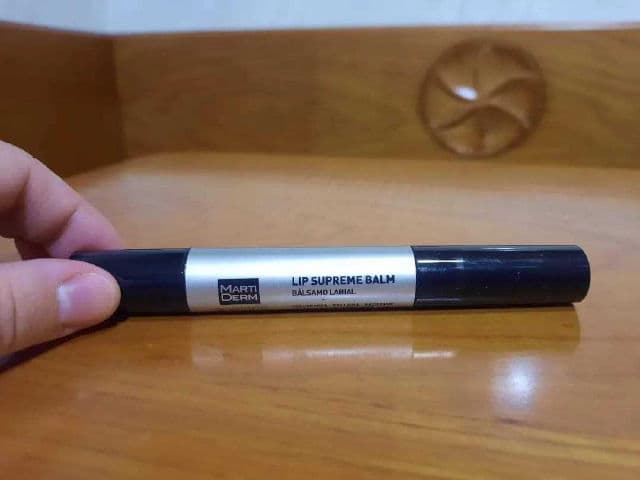 MARTI
DERM
LIP SUPREME BALM
BÁLSAMO LABIAL